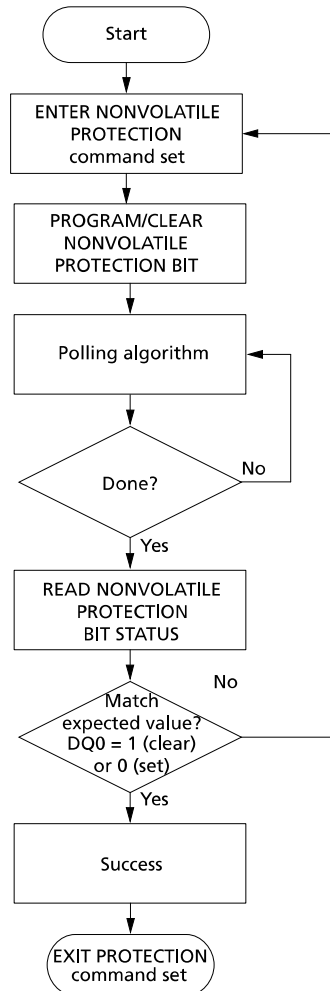 Start
ENTER NONVOLATILE
PROTECTION
command set
PROGRAM/CLEAR
NONVOLATILE
PROTECTION BIT
Polling algorithm
Done?
No
Yes
READ NONVOLATILE
PROTECTION
BIT STATUS
No
Match
expected value?
DQ0 = 1 (clear)
or 0 (set)
Yes
Success
EXIT PROTECTION
command set